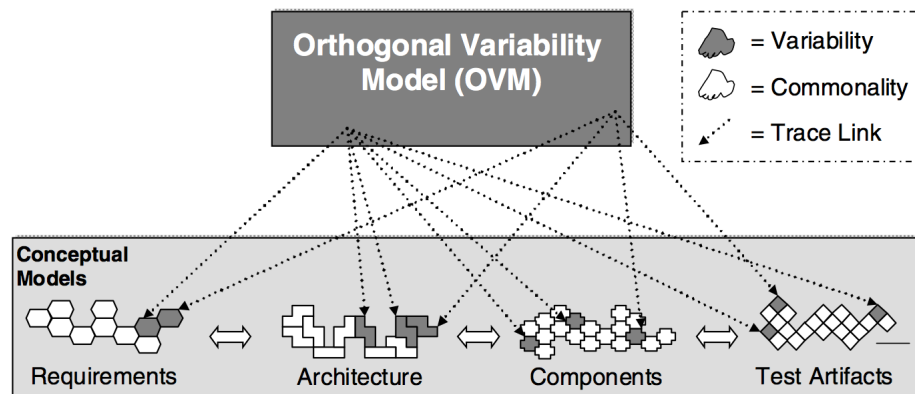 Orthogonal Variability
Model (OVM)
= Variability
= Commonality
= Trace Link
Conceptual
Models
Requirements
Architecture
Components
Test Artifacts